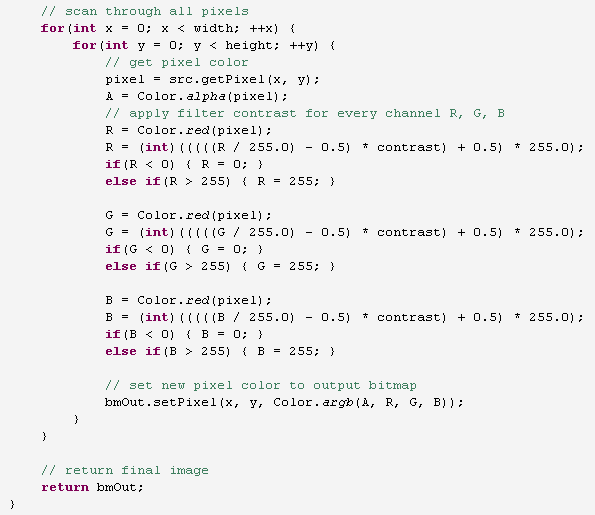 // scan through all pixels
for(int x = 0; x < width; ++x) {
for(int y = 0; y < height; ++y) {
// get pixel color
pixel = src.getPixel(x, y);
A = Color.alpha(pixel);
// apply filter contrast for every channel R, G, B
R = Color.red(pixel);
R = (int)(((((R / 255.0) - 0.5) * contrast) + 0.5) * 255.0);
if(R < 0) { R = 0; }
else if(R > 255) { R = 255; }
G = Color.red(pixel);
G = (int)(((((G / 255.0) - 0.5) * contrast) + 0.5) * 255.0);
if(G < 0) { G = 0; }
else if(G > 255) { G = 255; }
B = Color.red(pixel);
B = (int)(((((B / 255.0) - 0.5) * contrast) + 0.5) * 255.0);
if(B < 0) { B = 0; }
else if(B > 255) { B = 255; }
// set new pixel color to output bitmap
bmOut.setPixel(x, y, Color.argb(A, R, G, B));
}
}
// return final image
return bmOut;
}